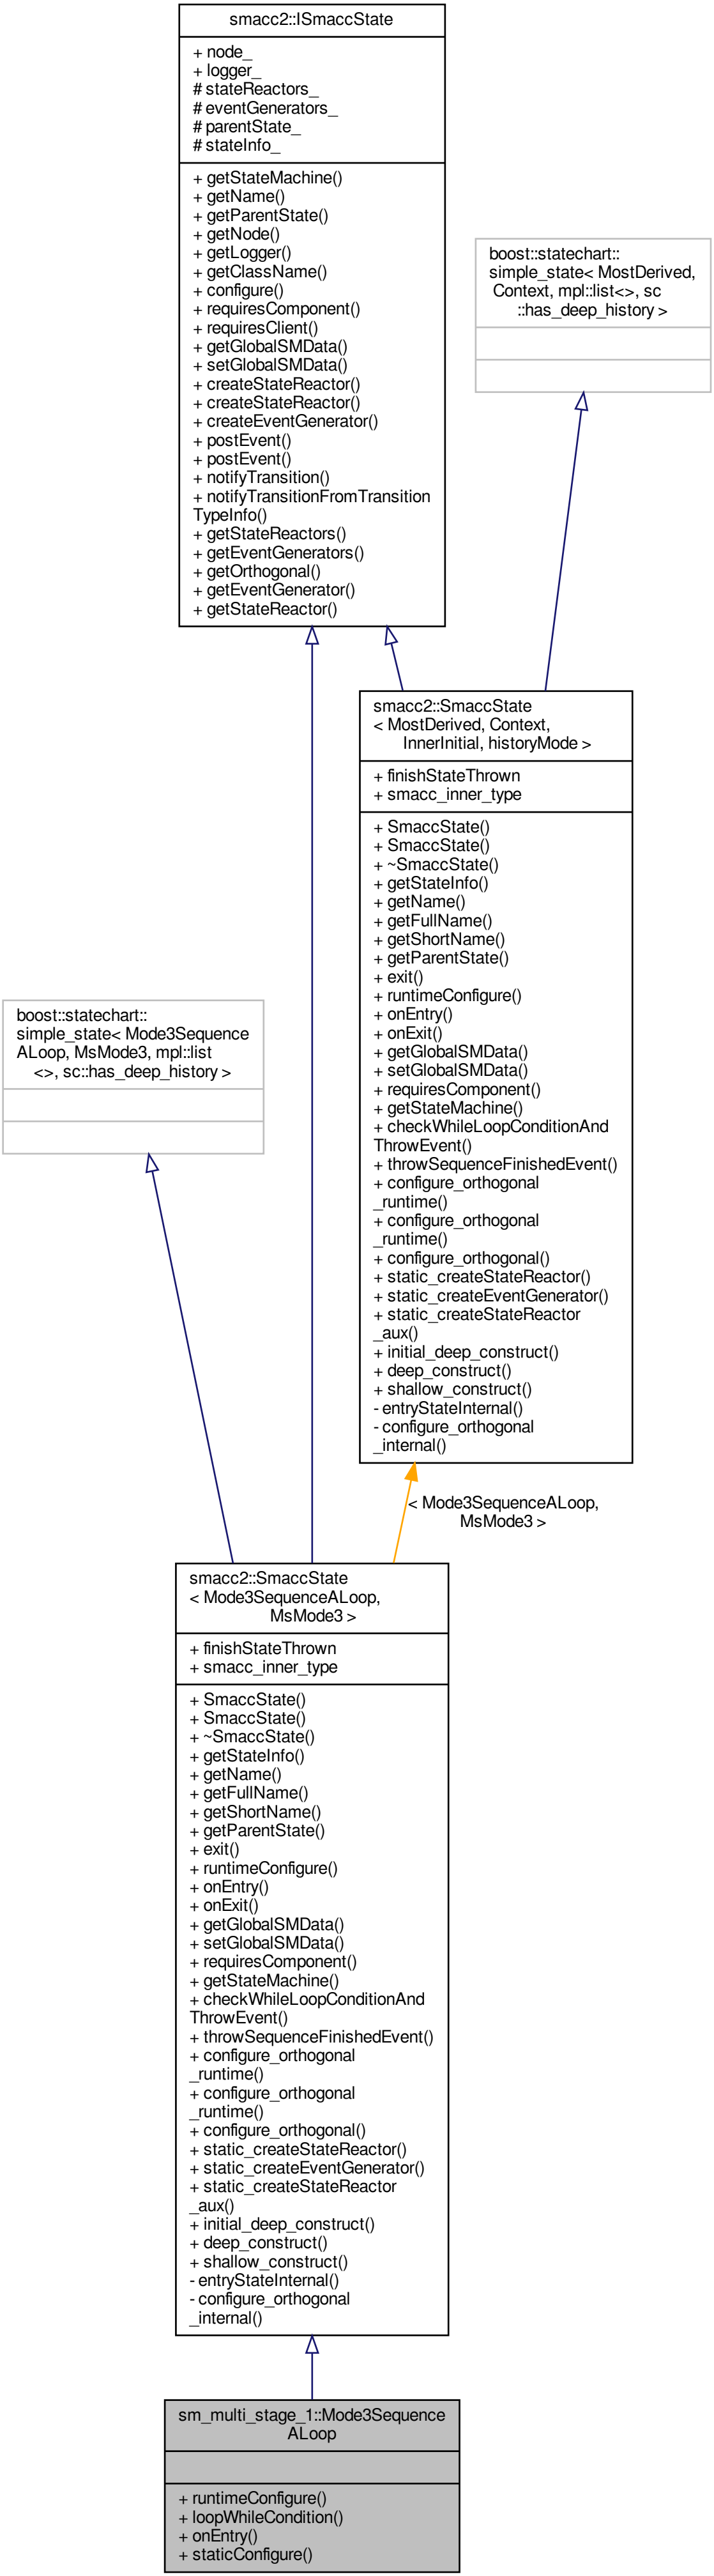 smacc2::ISmaccState
+ node_
+ logger_
# stateReactors_
# eventGenerators_
# parentState_
# stateInfo_
+ getStateMachine()
+ getName()
+ getParentState()
+ getNode()
+ getLogger()
+ getClassName()
+ configure()
+ requiresComponent()
+ requiresClient()
+ getGlobalSMData()
+ setGlobalSMData()
+ createStateReactor()
+ createStateReactor()
+ createEventGenerator()
+ postEvent()
+ postEvent()
+ notifyTransition()
+ notifyTransitionFromTransition
TypeInfo()
+ getStateReactors()
+ getEventGenerators()
+ getOrthogonal()
+ getEventGenerator()
+ getStateReactor()
boost::statechart::
simple_state< MostDerived,
Context, mpl::list<>, sc
::has_deep_history >
smacc2::SmaccState
< MostDerived, Context,
InnerInitial, historyMode >
+ finishStateThrown
+ smacc_inner_type
+ SmaccState()
+ SmaccState()
+ ~SmaccState()
+ getStateInfo()
+ getName()
+ getFullName()
+ getShortName()
+ getParentState()
+ exit()
+ runtimeConfigure()
+ onEntry()
+ onExit()
+ getGlobalSMData()
+ setGlobalSMData()
+ requiresComponent()
+ getStateMachine()
+ checkWhileLoopConditionAnd
ThrowEvent()
+ throwSequenceFinishedEvent()
+ configure_orthogonal
_runtime()
+ configure_orthogonal
_runtime()
+ configure_orthogonal()
+ static_createStateReactor()
+ static_createEventGenerator()
+ static_createStateReactor
_aux()
+ initial_deep_construct()
+ deep_construct()
+ shallow_construct()
- entryStateInternal()
- configure_orthogonal
_internal()
boost::statechart::
simple_state< Mode3Sequence
ALoop, MsMode3, mpl::list
<>, sc::has_deep_history >
< Mode3SequenceALoop,
MsMode3 >
smacc2::SmaccState
< Mode3SequenceALoop,
MsMode3 >
+ finishStateThrown
+ smacc_inner_type
+ SmaccState()
+ SmaccState()
+ ~SmaccState()
+ getStateInfo()
+ getName()
+ getFullName()
+ getShortName()
+ getParentState()
+ exit()
+ runtimeConfigure()
+ onEntry()
+ onExit()
+ getGlobalSMData()
+ setGlobalSMData()
+ requiresComponent()
+ getStateMachine()
+ checkWhileLoopConditionAnd
ThrowEvent()
+ throwSequenceFinishedEvent()
+ configure_orthogonal
_runtime()
+ configure_orthogonal
_runtime()
+ configure_orthogonal()
+ static_createStateReactor()
+ static_createEventGenerator()
+ static_createStateReactor
_aux()
+ initial_deep_construct()
+ deep_construct()
+ shallow_construct()
- entryStateInternal()
- configure_orthogonal
_internal()
sm_multi_stage_1::Mode3Sequence
ALoop
+ runtimeConfigure()
+ loopWhileCondition()
+ onEntry()
+ staticConfigure()